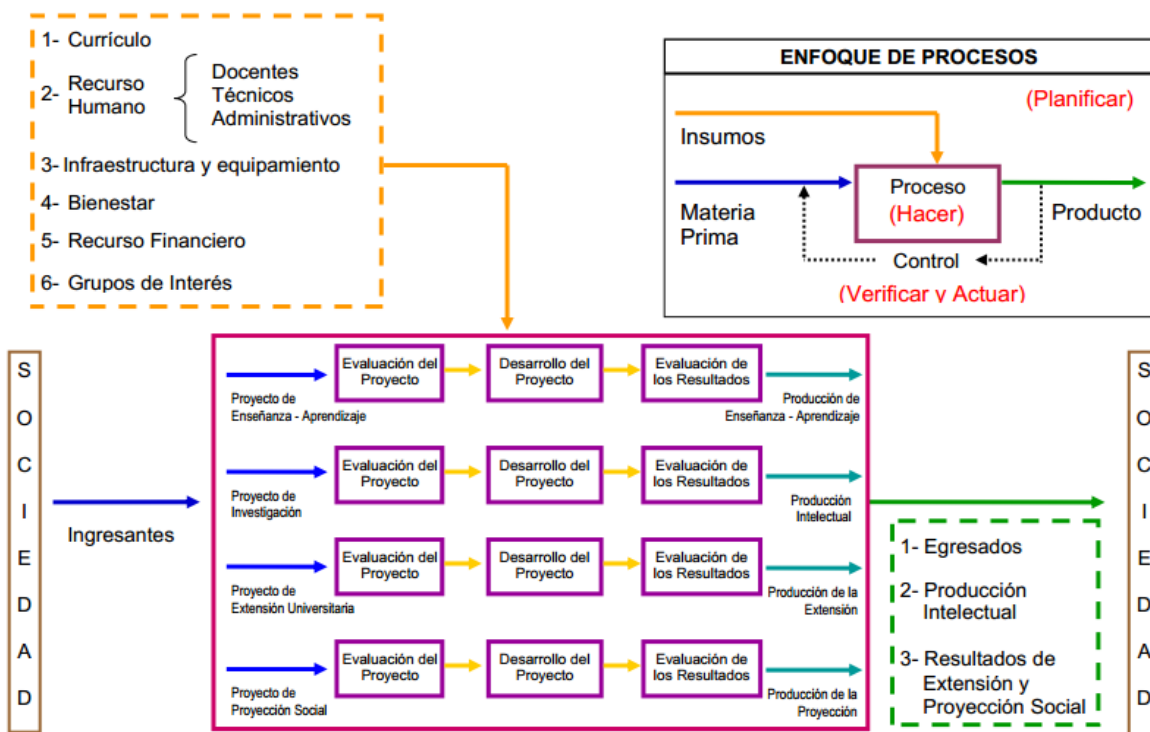 1- Currículo
2- Recurso
Humano
Docentes
Técnicos
Administrativos
3- Infraestructura y equipamiento
4- Bienestar
5- Recurso Financiero
6- Grupos de Interés
ENFOQUE DE PROCESOS
(Planificar)
Insumos
Proceso
(Hacer)
Materia
Prima
Producto
Control
(Verificar y Actuar)
SOCIEDAD
Ingresantes
Proyecto de
Enseñanza - Aprendizaje
Evaluación del
Proyecto
Desarrollo del
Proyecto
Evaluación de
los Resultados
Producción de
Enseñanza - Aprendizaje
Proyecto de
Investigación
Evaluación del
Proyecto
Desarrollo del
Proyecto
Evaluación de
los Resultados
Producción
Intelectual
Proyecto de
Extensión Universitaria
Evaluación del
Proyecto
Desarrollo del
Proyecto
Evaluación de
los Resultados
Producción de la
Extensión
Proyecto de
Proyección Social
Evaluación del
Proyecto
Desarrollo del
Proyecto
Evaluación de
los Resultados
Producción de la
Proyección
1- Egresados
2- Producción
Intelectual
3- Resultados de
Extensión y
Proyección Social
SOCIEDAD